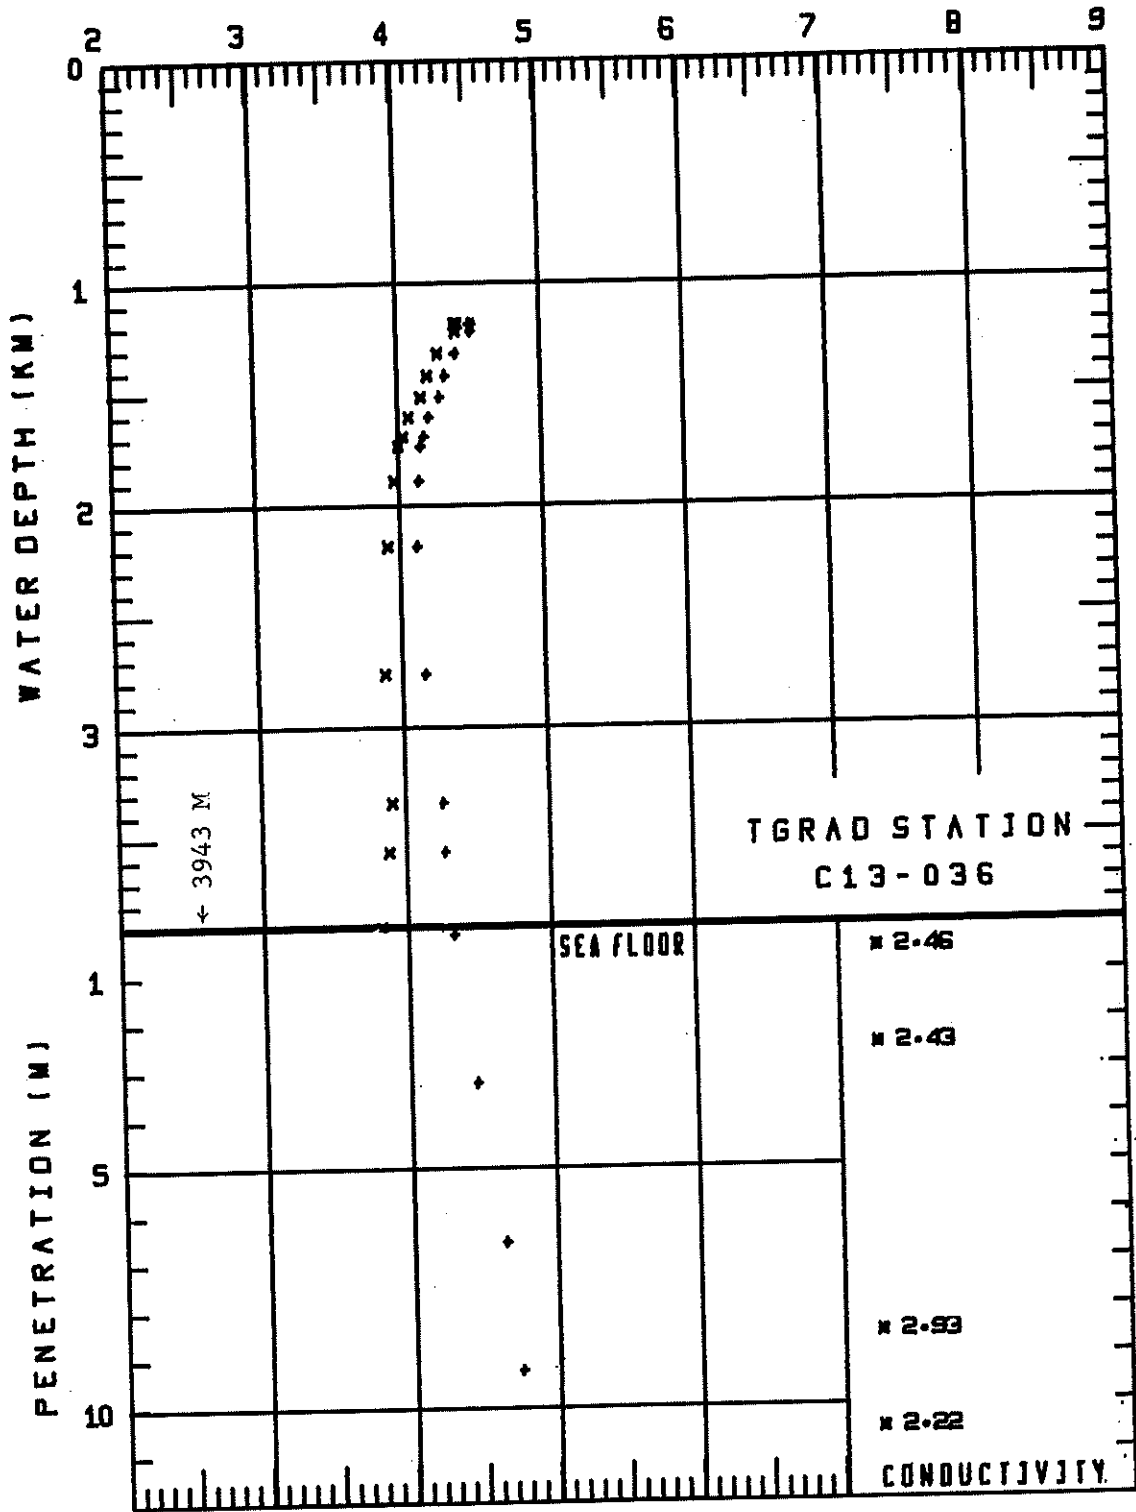 2 3 4 5 6 7 8 9
0
1
2
3
WATER DEPTH (KM)
← 3943 M
TGRAD STATION
C13-036
SEA FLOOR
1
5
10
PENETRATION (M)
2.46
2.43
2.93
2.22
CONDUCTIVITY